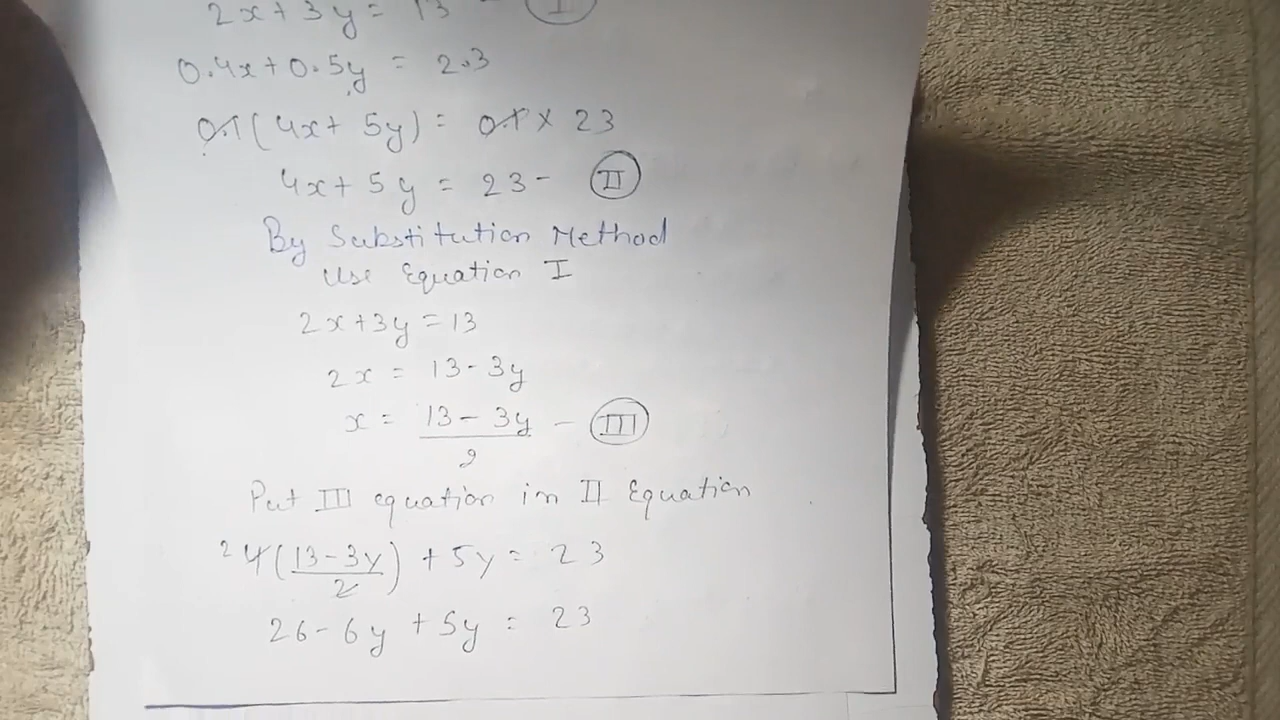 2x + 3y = 13 - I
0.4x + 0.5y = 2.3
0.1(4x + 5y) = 0.1 x 23
4x + 5y = 23 - II
By Substitution Method
Use Equation I
2x + 3y = 13
2x = 13 - 3y
x = (13 - 3y)/2 - III
Put III equation in II Equation
2 4((13 - 3y)/2) + 5y = 23
26 - 6y + 5y = 23